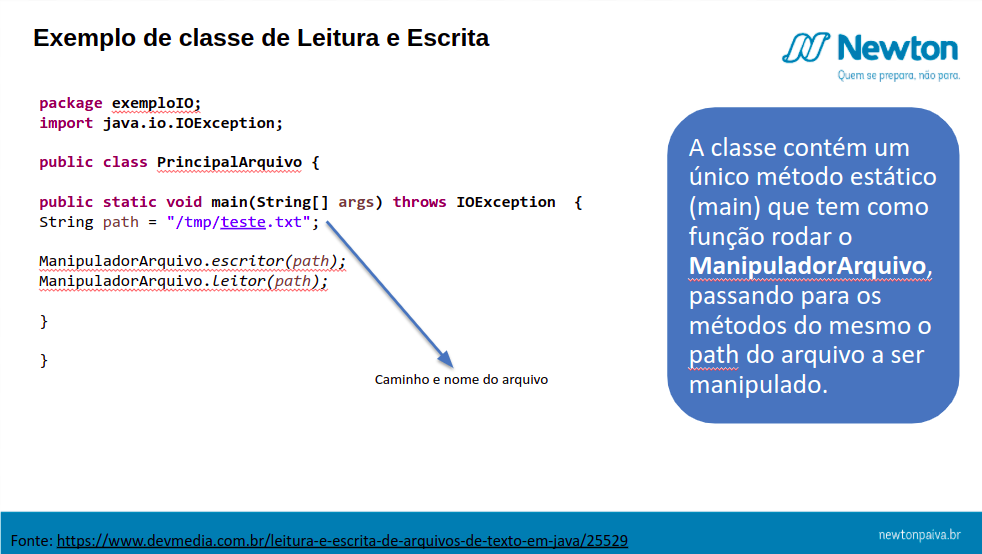 Exemplo de classe de Leitura e Escrita
Newton
Quem se prepara, não para.
package exemploIO;
import java.io.IOException;
public class PrincipalArquivo {
public static void main(String[] args) throws IOException  {
String path = "/tmp/teste.txt";
ManipuladorArquivo.escritor(path);
ManipuladorArquivo.leitor(path);
}
}
Caminho e nome do arquivo
A classe contém um
único método estático
(main) que tem como
função rodar o
ManipuladorArquivo,
passando para os
métodos do mesmo o
path do arquivo a ser
manipulado.
Fonte: https://www.devmedia.com.br/leitura-e-escrita-de-arquivos-de-texto-em-java/25529
newtonpaiva.br